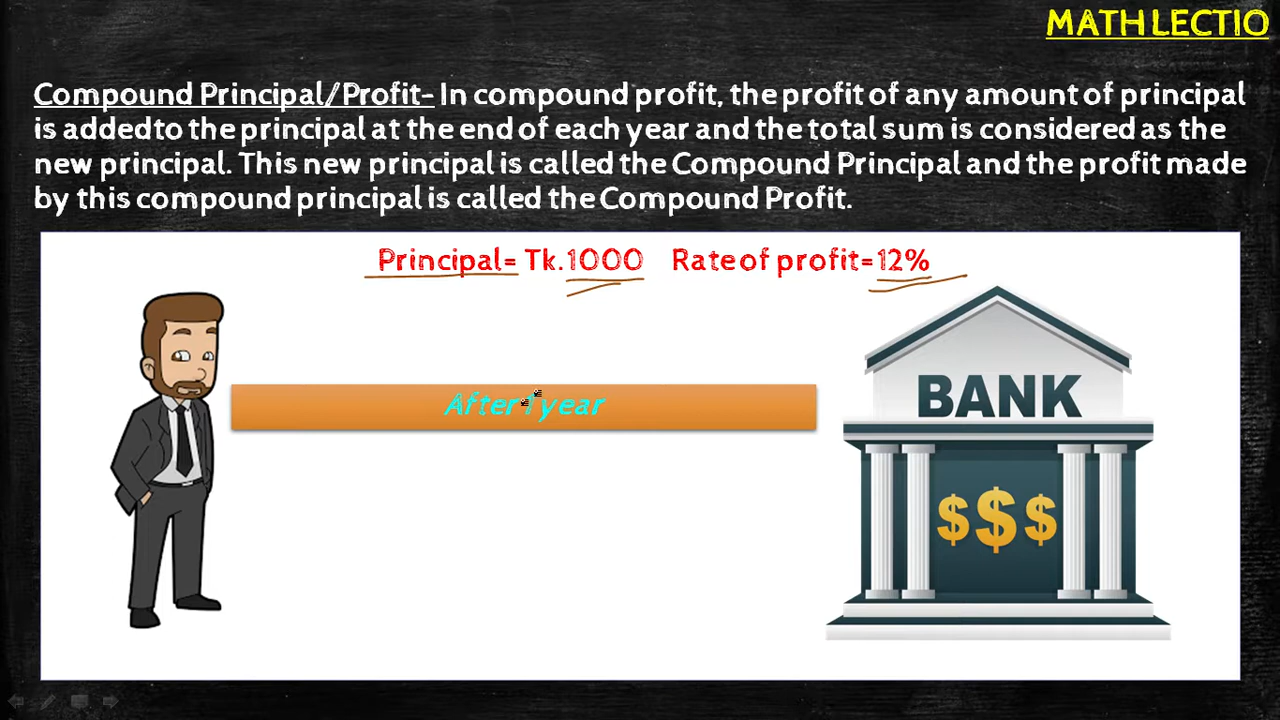 MATH LECTIO
Compound Principal/Profit- In compound profit, the profit of any amount of principal
is addedto the principal at the end of each year and the total sum is considered as the
new principal. This new principal is called the Compound Principal and the profit made
by this compound principal is called the Compound Profit.
Principal= Tk.1000 Rate of profit=12%
After 1 year
BANK
$$$